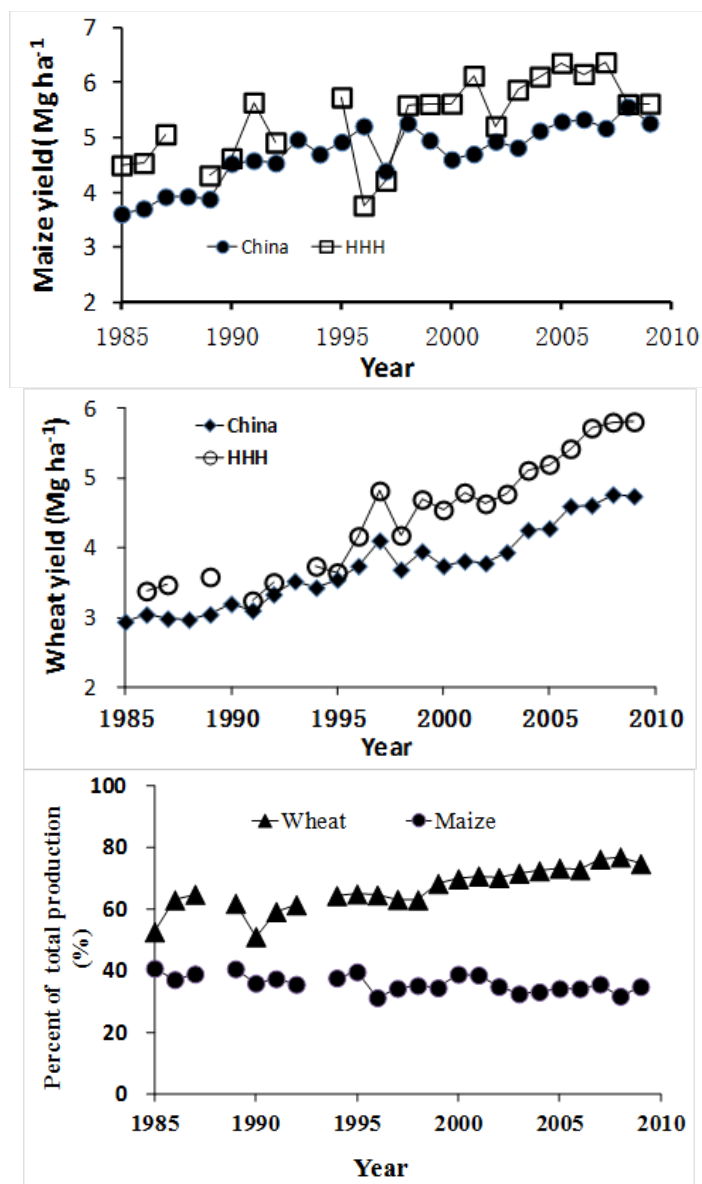 7
6
5
4
3
2
Maize yield( Mg ha⁻¹)
China HHH
1985 1990 1995 2000 2005 2010
Year
6
5
4
3
2
Wheat yield (Mg ha⁻¹)
China
HHH
1985 1990 1995 2000 2005 2010
Year
100
80
60
40
20
0
Percent of total production
(%)
Wheat Maize
1985 1990 1995 2000 2005 2010
Year